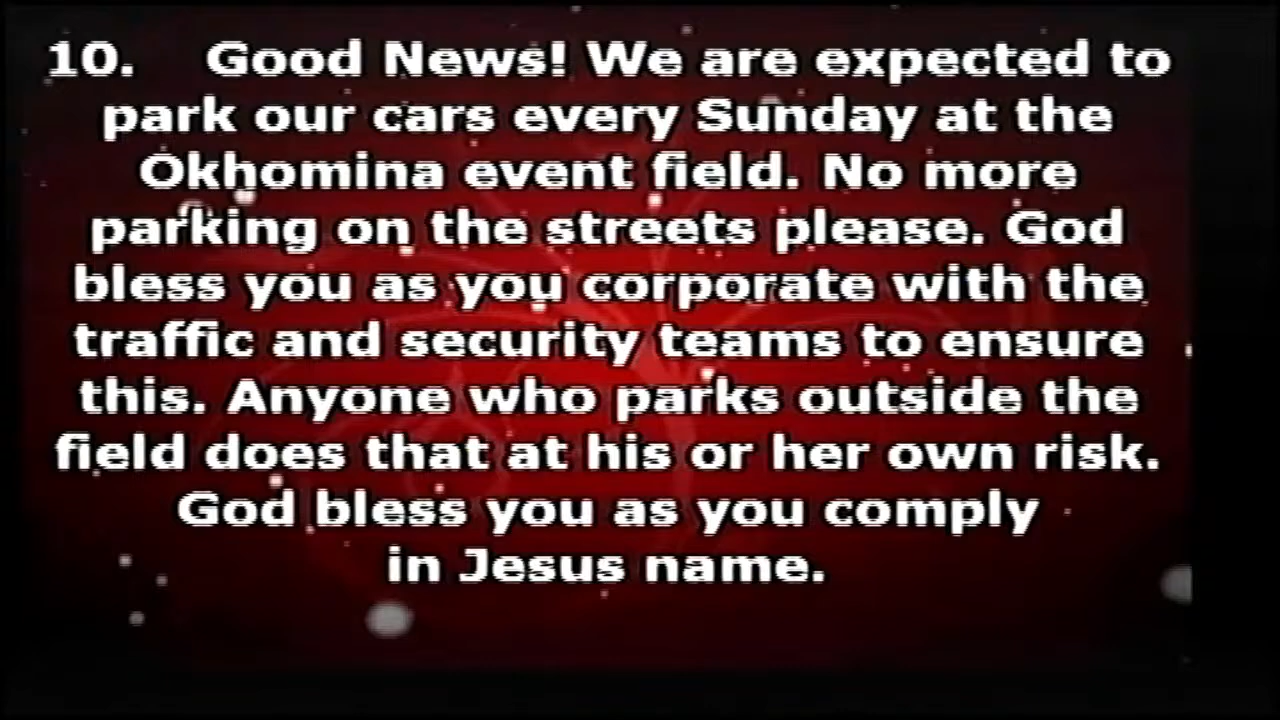 10. Good News! We are expected to
park our cars every Sunday at the
Okhomina event field. No more
parking on the streets please. God
bless you as you corporate with the
traffic and security teams to ensure
this. Anyone who parks outside the
field does that at his or her own risk.
God bless you as you comply
in Jesus name.